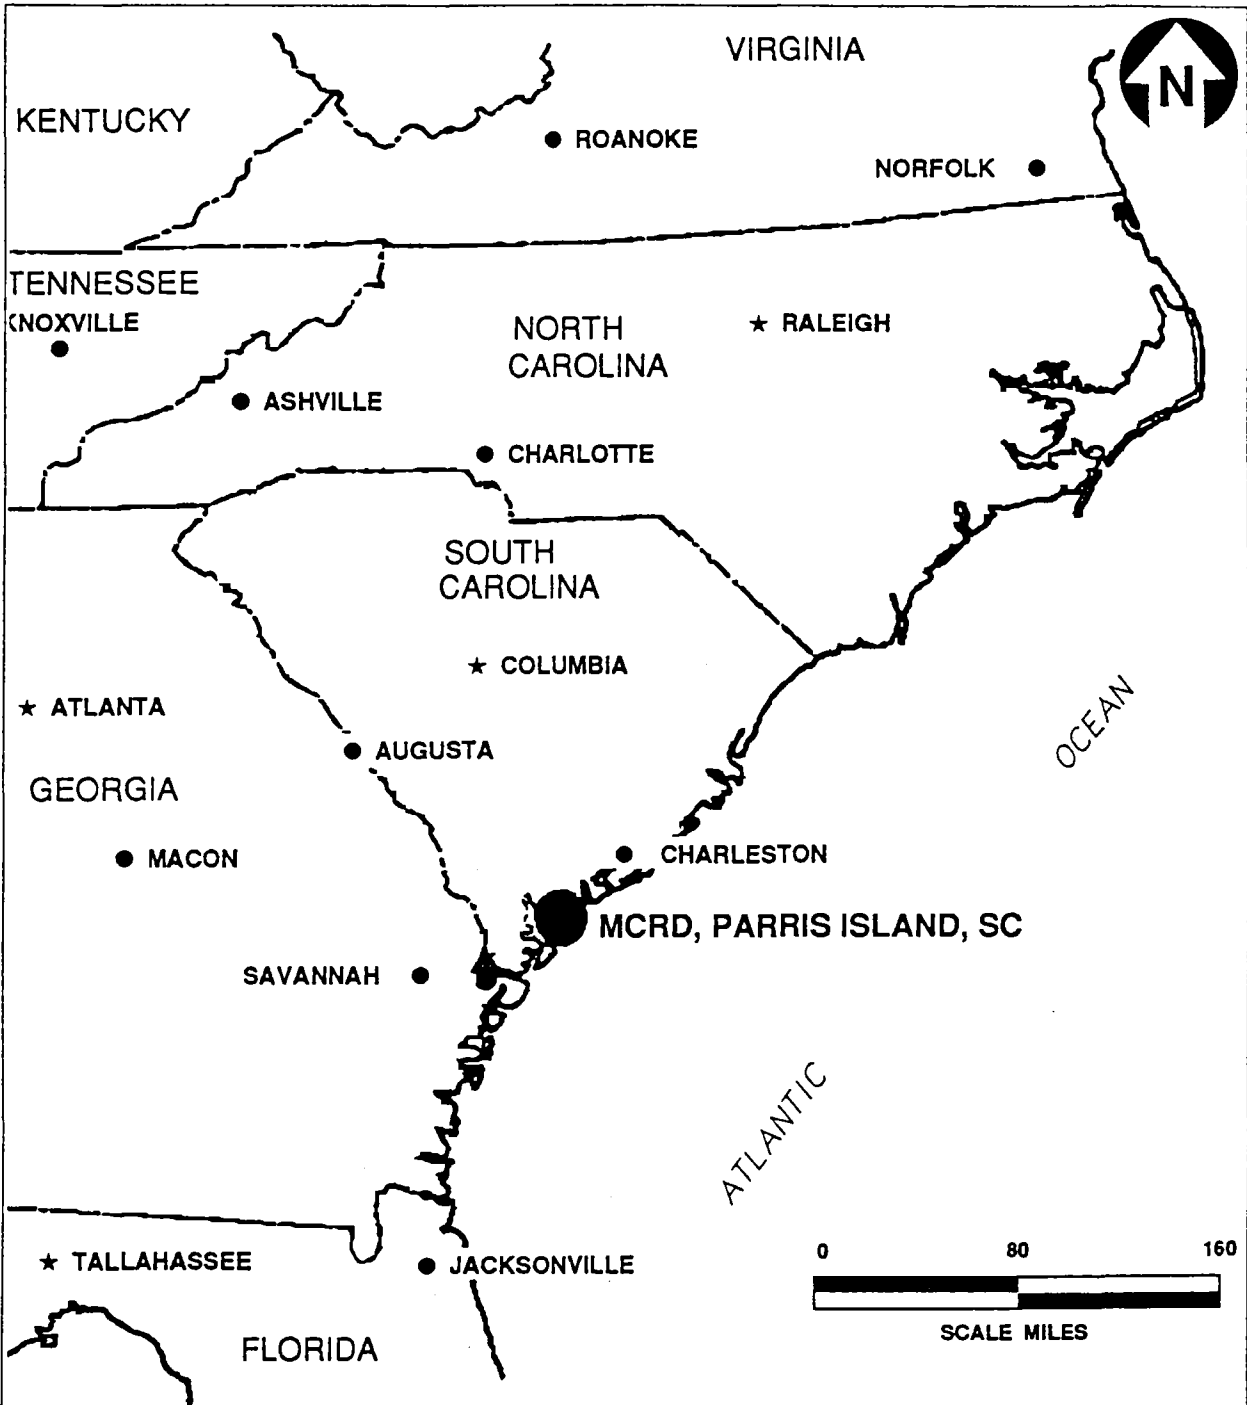 VIRGINIA
N
KENTUCKY
ROANOKE
NORFOLK
TENNESSEE
KNOXVILLE
NORTH
CAROLINA
RALEIGH
ASHVILLE
CHARLOTTE
SOUTH
CAROLINA
COLUMBIA
ATLANTA
OCEAN
AUGUSTA
GEORGIA
MACON
CHARLESTON
MCRD, PARRIS ISLAND, SC
SAVANNAH
ATLANTIC
TALLAHASSEE
JACKSONVILLE
0 80 160
SCALE MILES
FLORIDA